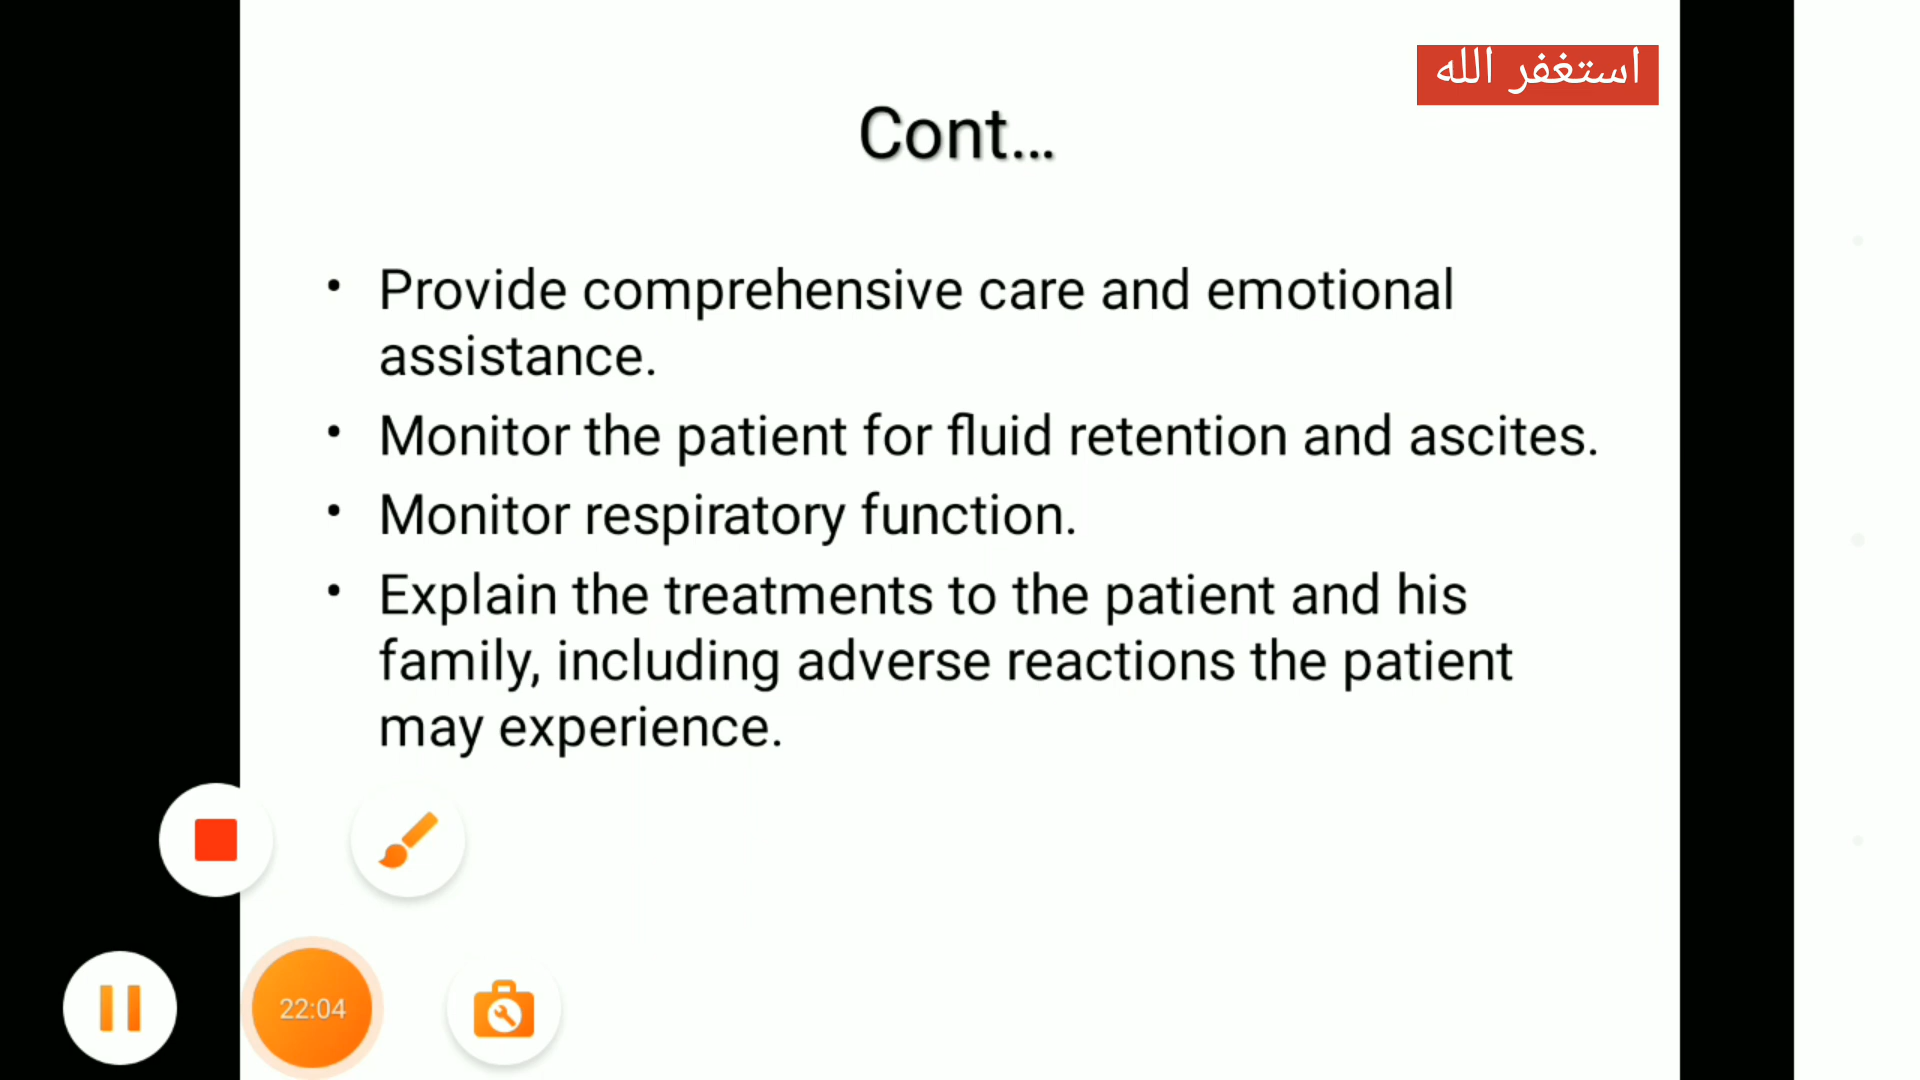 استغفر الله
Cont...
• Provide comprehensive care and emotional
assistance.
• Monitor the patient for fluid retention and ascites.
• Monitor respiratory function.
• Explain the treatments to the patient and his
family, including adverse reactions the patient
may experience.
22:04